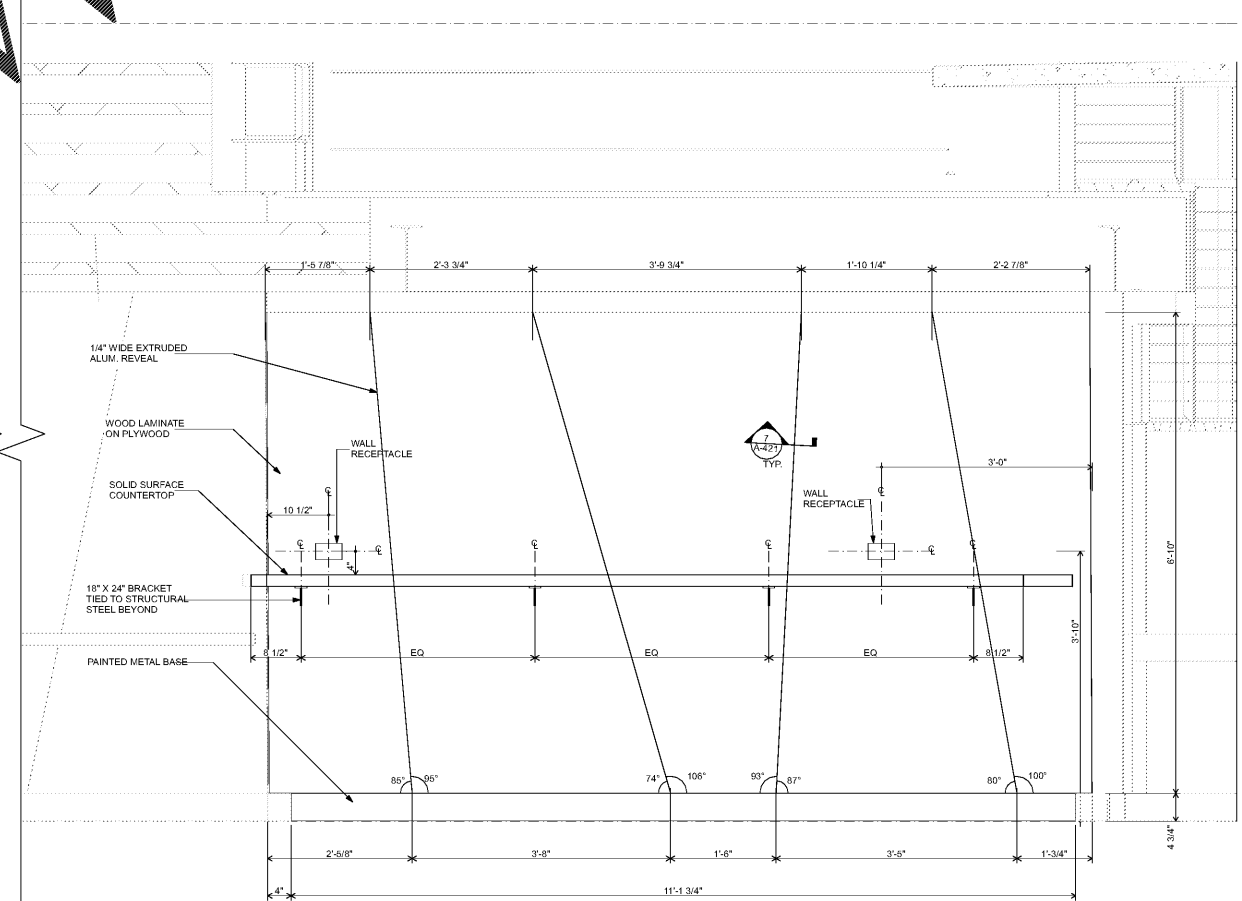 1'-5 7/8"
2'-3 3/4"
3'-9 3/4"
1'-10 1/4"
2'-2 7/8"
1/4" WIDE EXTRUDED
ALUM. REVEAL
WOOD LAMINATE
ON PLYWOOD
WALL
RECEPTACLE
7
A-421
TYP.
3'-0"
SOLID SURFACE
COUNTERTOP
WALL
RECEPTACLE
10 1/2"
4"
6'-10"
18" X 24" BRACKET
TIED TO STRUCTURAL
STEEL BEYOND
3'-10"
8 1/2"
EQ
EQ
EQ
8 1/2"
PAINTED METAL BASE
85°
95°
74°
106°
93°
87°
80°
100°
4 3/4"
2'-5/8"
3'-8"
1'-6"
3'-5"
1'-3/4"
4"
11'-1 3/4"